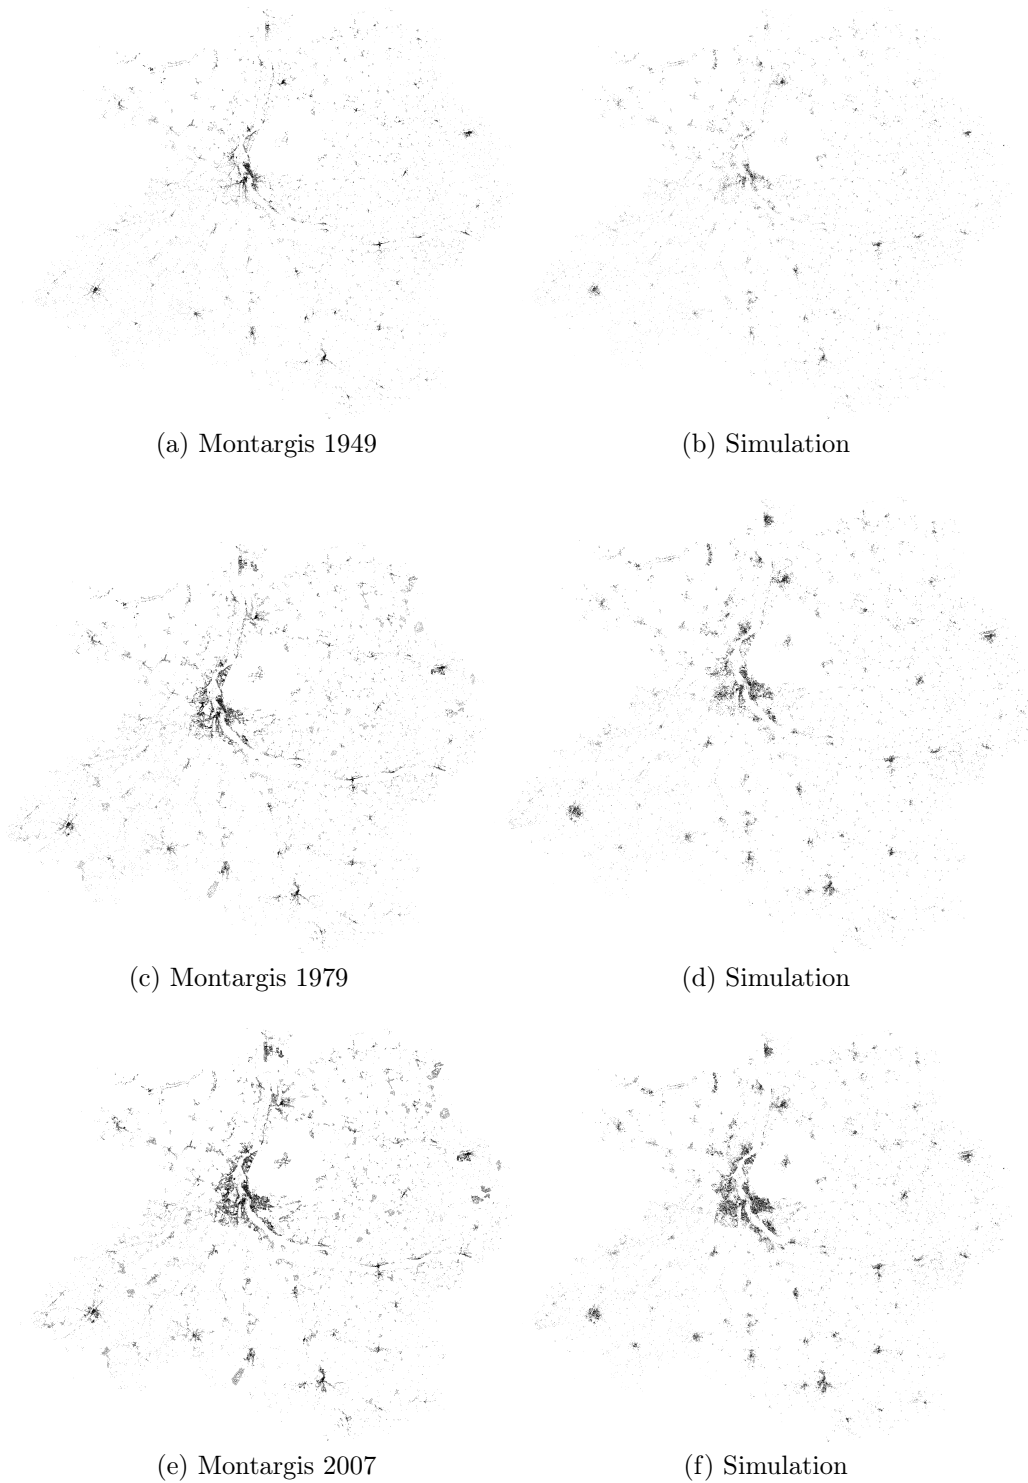 (a) Montargis 1949
(b) Simulation
(c) Montargis 1979
(d) Simulation
(e) Montargis 2007
(f) Simulation